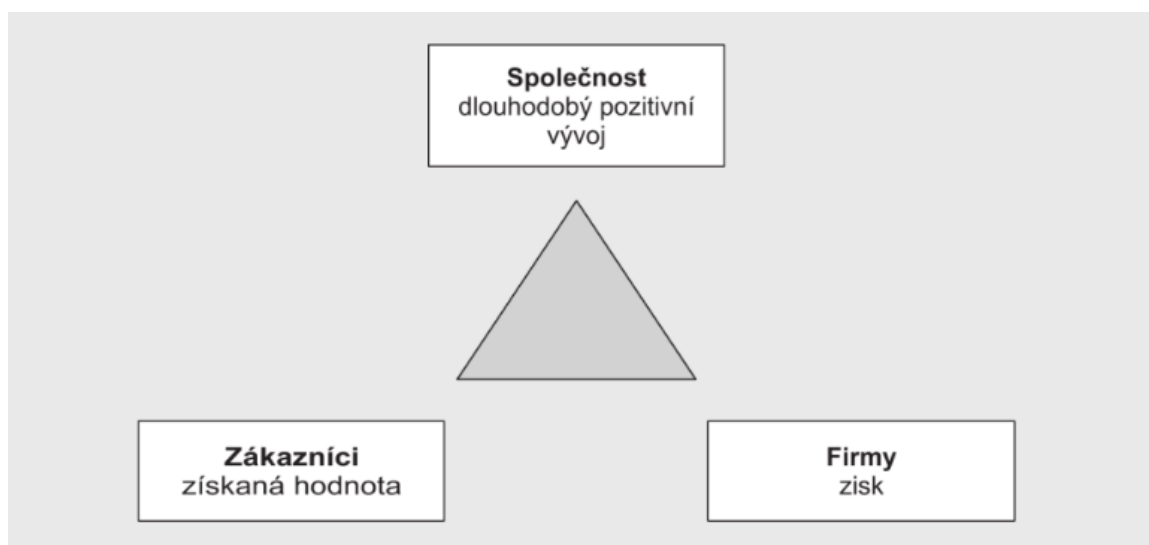 Společnost
dlouhodobý pozitivní
vývoj
Zákazníci
získaná hodnota
Firmy
zisk